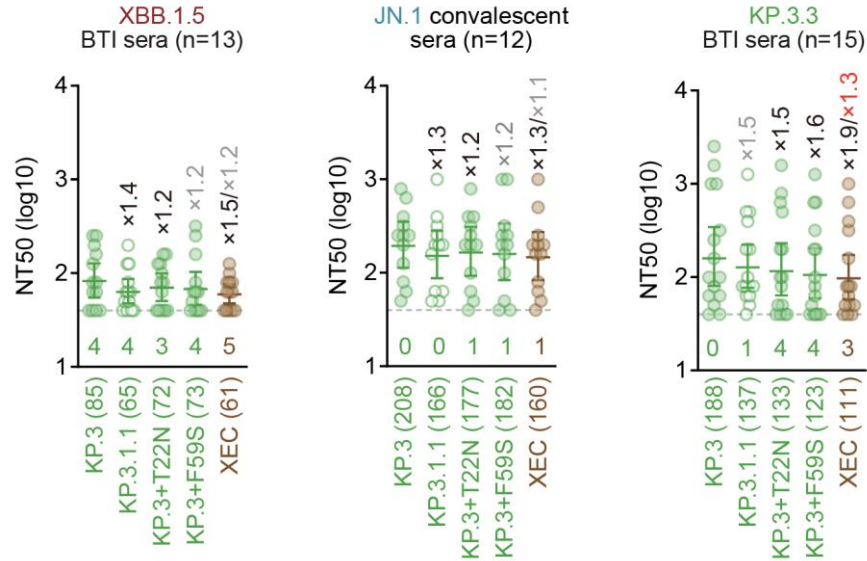 XBB.1.5
BTI sera (n=13)
NT50 (log10)
4
3
2
1
×1.4
×1.2
×1.2
×1.5/×1.2
4
4
3
4
5
KP.3 (85)
KP.3.1.1 (65)
KP.3+T22N (72)
KP.3+F59S (73)
XEC (61)
JN.1 convalescent
sera (n=12)
NT50 (log10)
4
3
2
1
×1.3
×1.2
×1.2
×1.3/×1.1
0
0
1
1
1
KP.3 (208)
KP.3.1.1 (166)
KP.3+T22N (177)
KP.3+F59S (182)
XEC (160)
KP.3.3
BTI sera (n=15)
NT50 (log10)
4
3
2
1
×1.5
×1.5
×1.6
×1.9/×1.3
0
1
4
4
3
KP.3 (188)
KP.3.1.1 (137)
KP.3+T22N (133)
KP.3+F59S (123)
XEC (111)